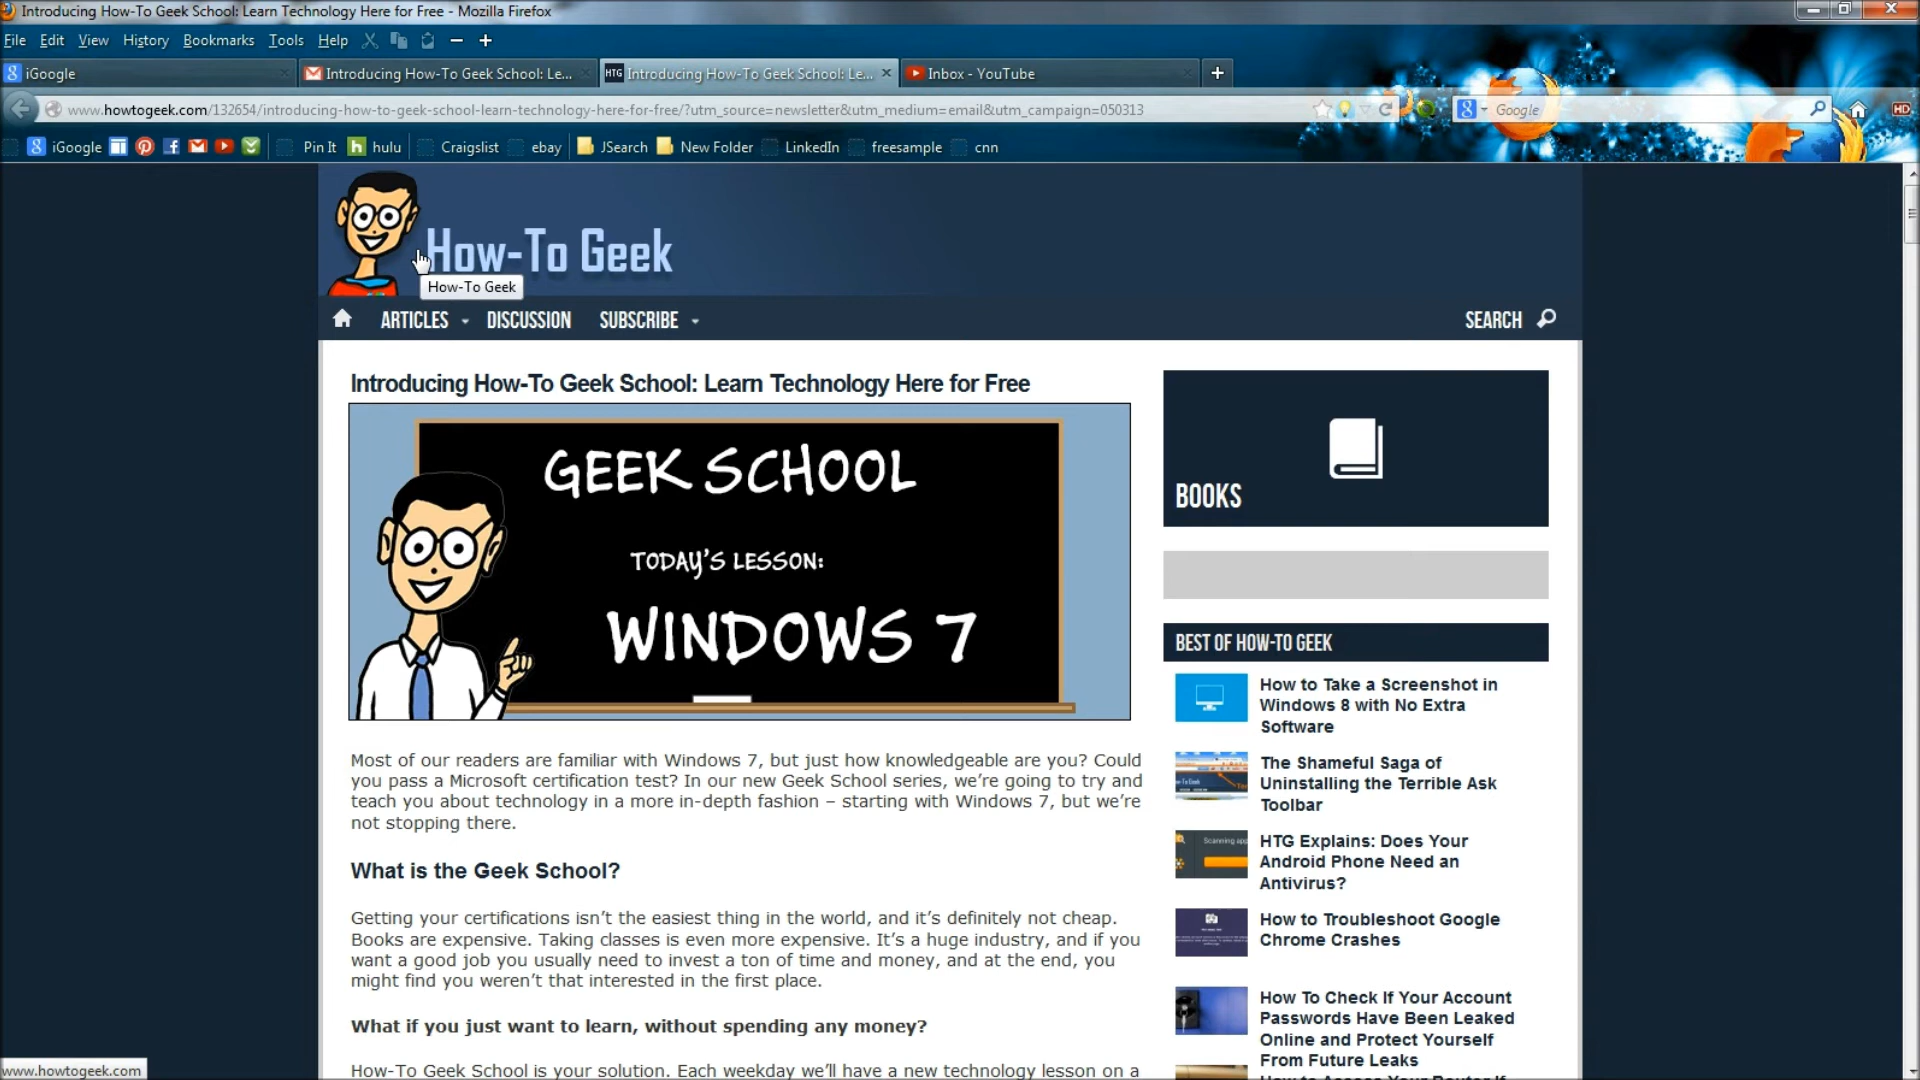 Introducing How-To Geek School: Learn Technology Here for Free - Mozilla Firefox
File Edit View History Bookmarks Tools Help
iGoogle
Introducing How-To Geek School: Le...
HTG Introducing How-To Geek School: Le...
Inbox - YouTube
www.howtogeek.com/132654/introducing-how-to-geek-school-learn-technology-here-for-free/?utm_source=newsletter&utm_medium=email&utm_campaign=050313
Google
HD
iGoogle Pin It hulu Craigslist ebay JSearch New Folder LinkedIn freesample cnn
How-To Geek
How-To Geek
ARTICLES DISCUSSION SUBSCRIBE SEARCH
Introducing How-To Geek School: Learn Technology Here for Free
GEEK SCHOOL
TODAY'S LESSON:
WINDOWS 7
Most of our readers are familiar with Windows 7, but just how knowledgeable are you? Could
you pass a Microsoft certification test? In our new Geek School series, we're going to try and
teach you about technology in a more in-depth fashion – starting with Windows 7, but we're
not stopping there.
What is the Geek School?
Getting your certifications isn't the easiest thing in the world, and it's definitely not cheap.
Books are expensive. Taking classes is even more expensive. It's a huge industry, and if you
want a good job you usually need to invest a ton of time and money, and at the end, you
might find you weren't that interested in the first place.
What if you just want to learn, without spending any money?
How-To Geek School is your solution. Each weekday we'll have a new technology lesson on a
BOOKS
BEST OF HOW-TO GEEK
How to Take a Screenshot in
Windows 8 with No Extra
Software
The Shameful Saga of
Uninstalling the Terrible Ask
Toolbar
HTG Explains: Does Your
Android Phone Need an
Antivirus?
How to Troubleshoot Google
Chrome Crashes
How To Check If Your Account
Passwords Have Been Leaked
Online and Protect Yourself
From Future Leaks
How to Access Your Router If
www.howtogeek.com